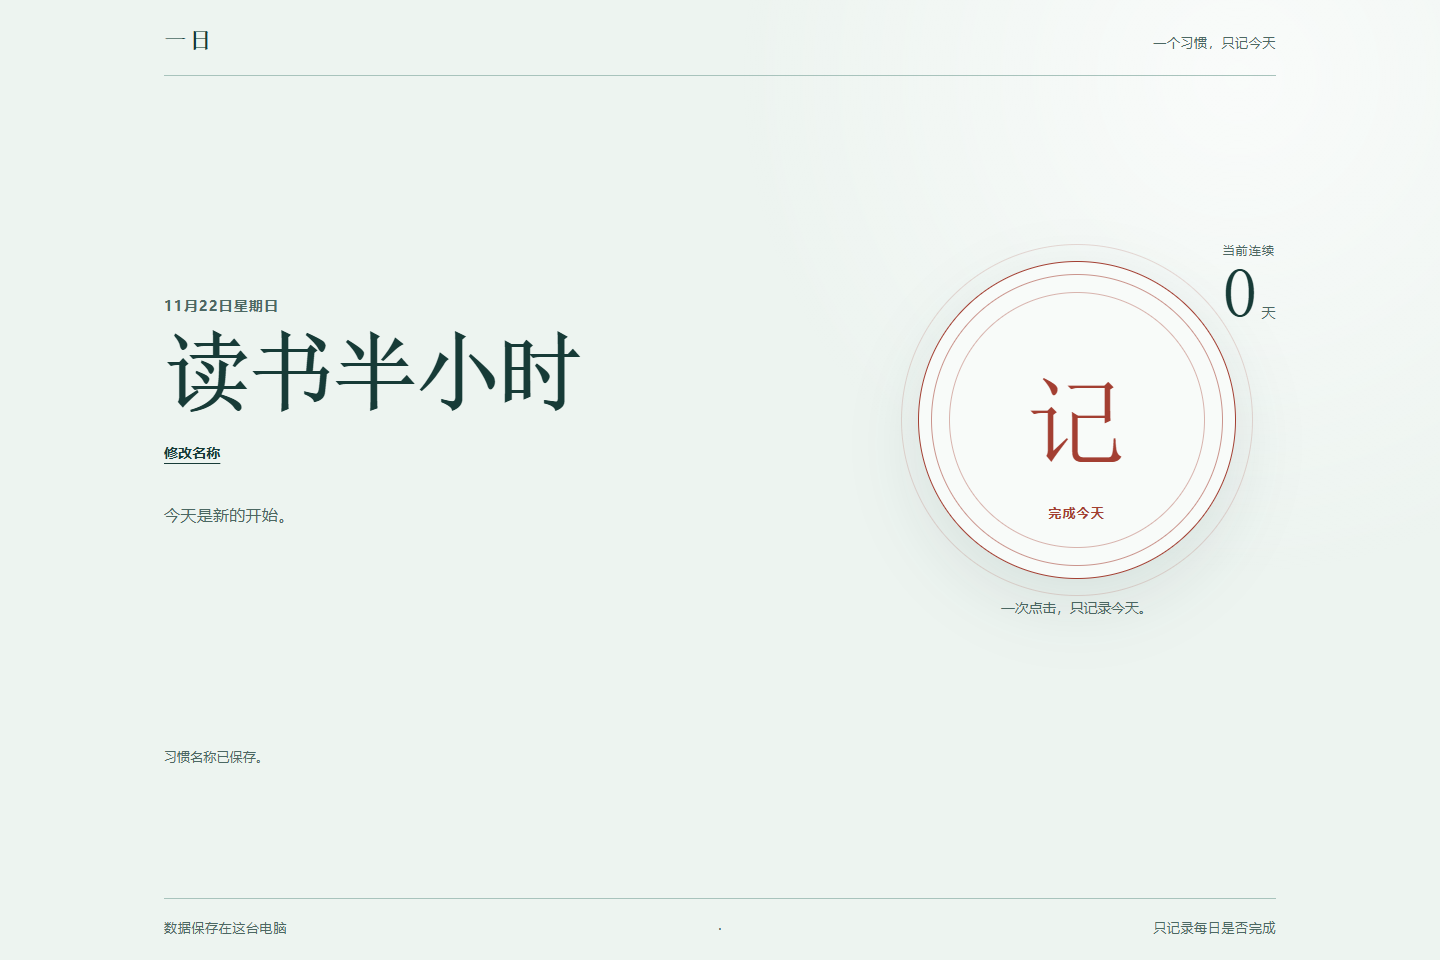 一日
一个习惯，只记今天
11月22日星期日
读书半小时
修改名称
今天是新的开始。
当前连续
0 天
记
完成今天
一次点击，只记录今天。
习惯名称已保存。
数据保存在这台电脑
·
只记录每日是否完成